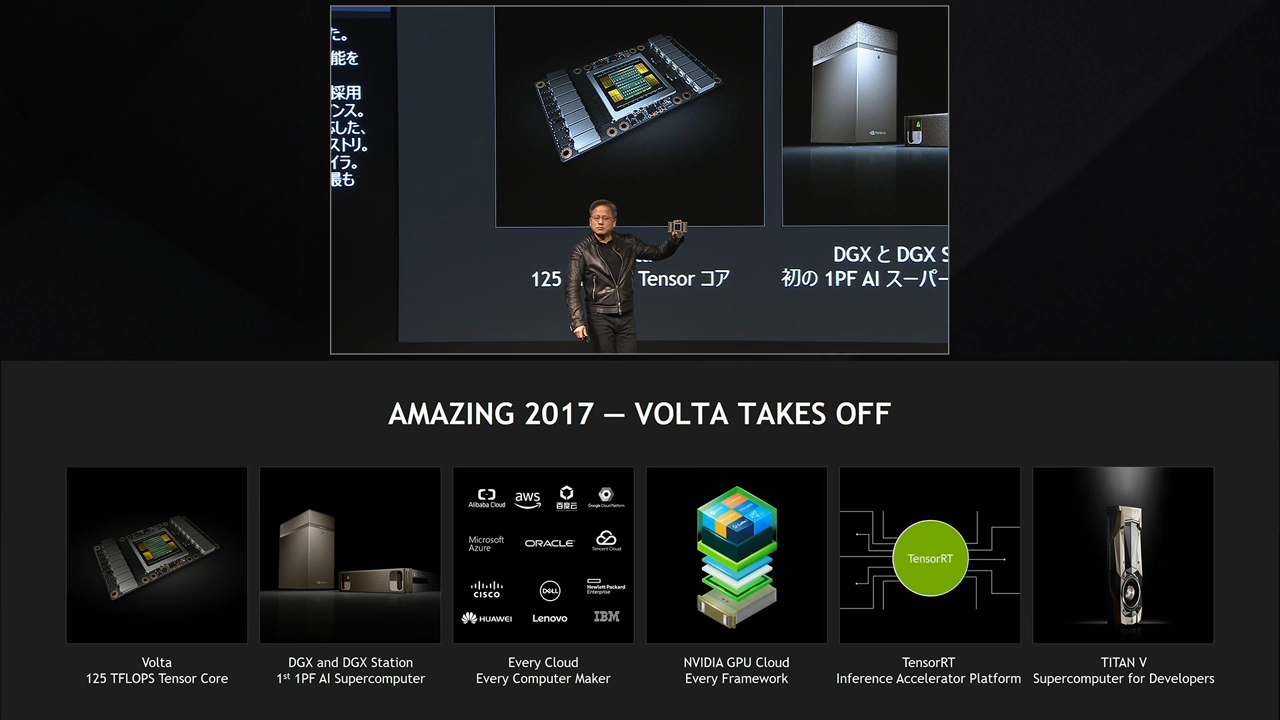 た。
能を
採用
ンス。
した、
ストリ。
イラ。
最も
125
Tensor コア
DGX と DGX S
初の 1PF AI スーパー
AMAZING 2017 — VOLTA TAKES OFF
Alibaba Cloud
aws
百度云
Google Cloud Platform
Microsoft
Azure
ORACLE
Tencent Cloud
CISCO
DELL
Hewlett Packard
Enterprise
HUAWEI
Lenovo
IBM
TensorRT
Volta
125 TFLOPS Tensor Core
DGX and DGX Station
1st 1PF AI Supercomputer
Every Cloud
Every Computer Maker
NVIDIA GPU Cloud
Every Framework
TensorRT
Inference Accelerator Platform
TITAN V
Supercomputer for Developers